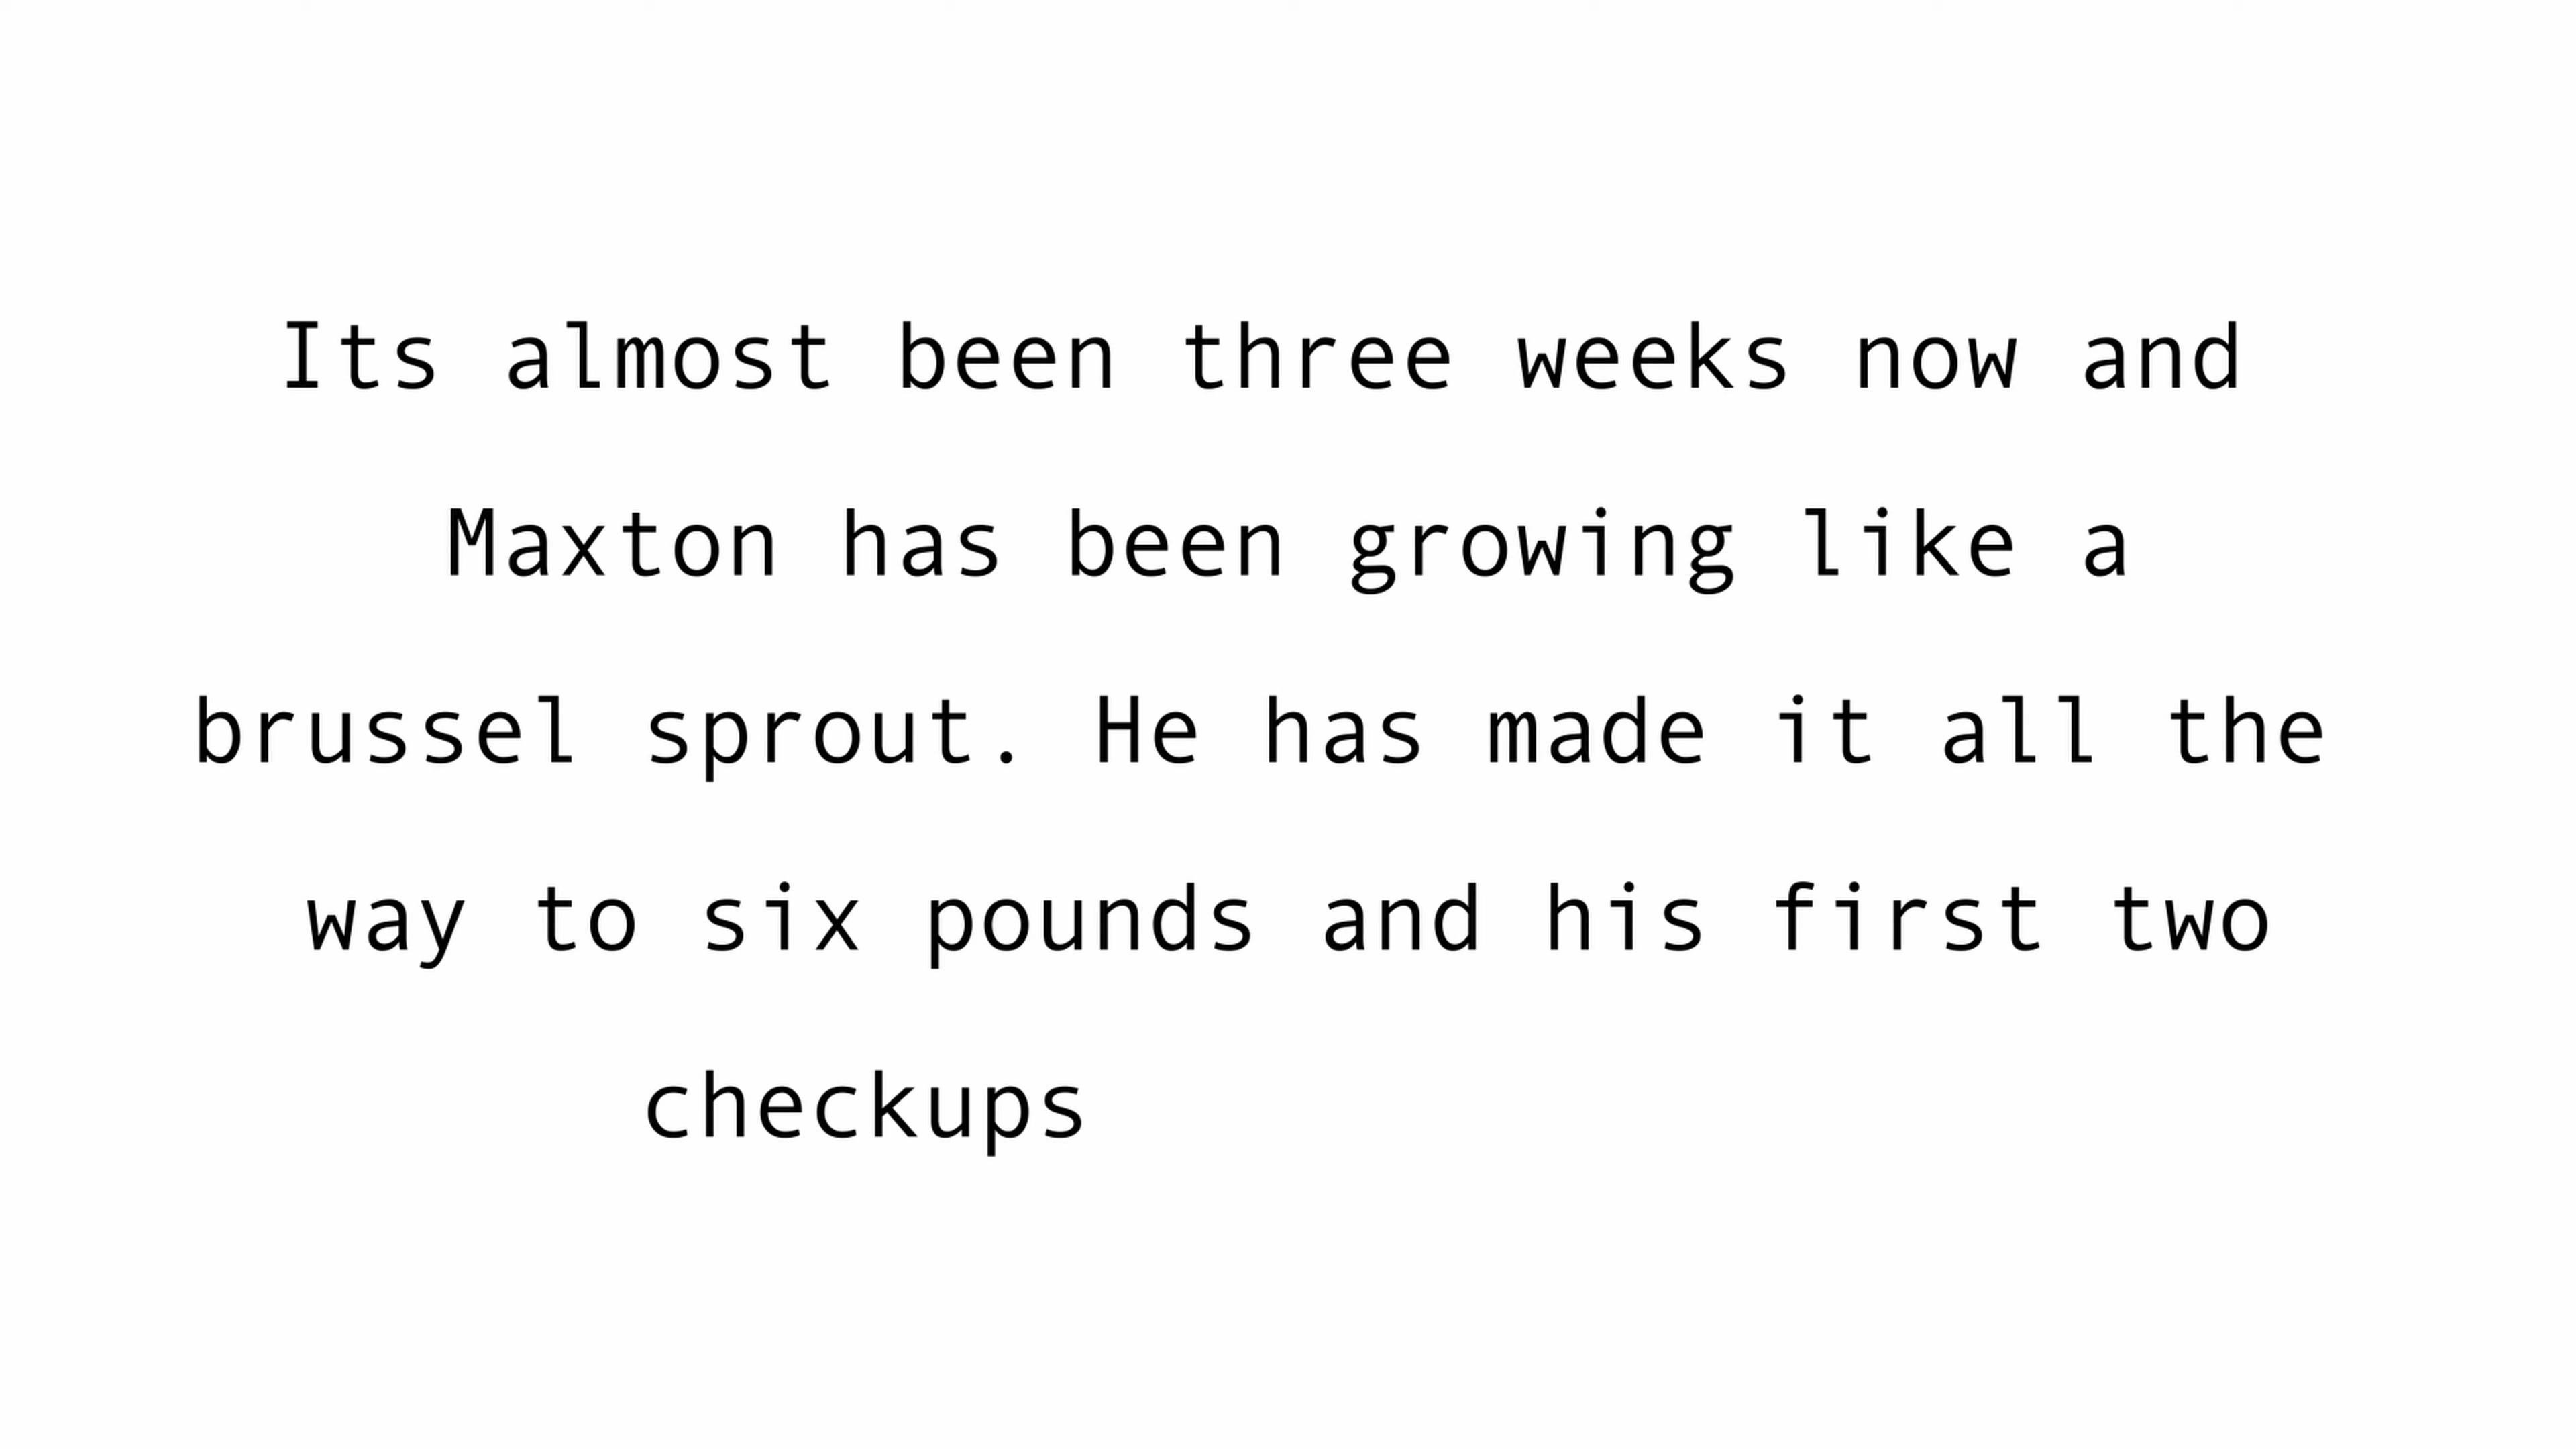 Its almost been three weeks now and
Maxton has been growing like a
brussel sprout. He has made it all the
way to six pounds and his first two
checkups